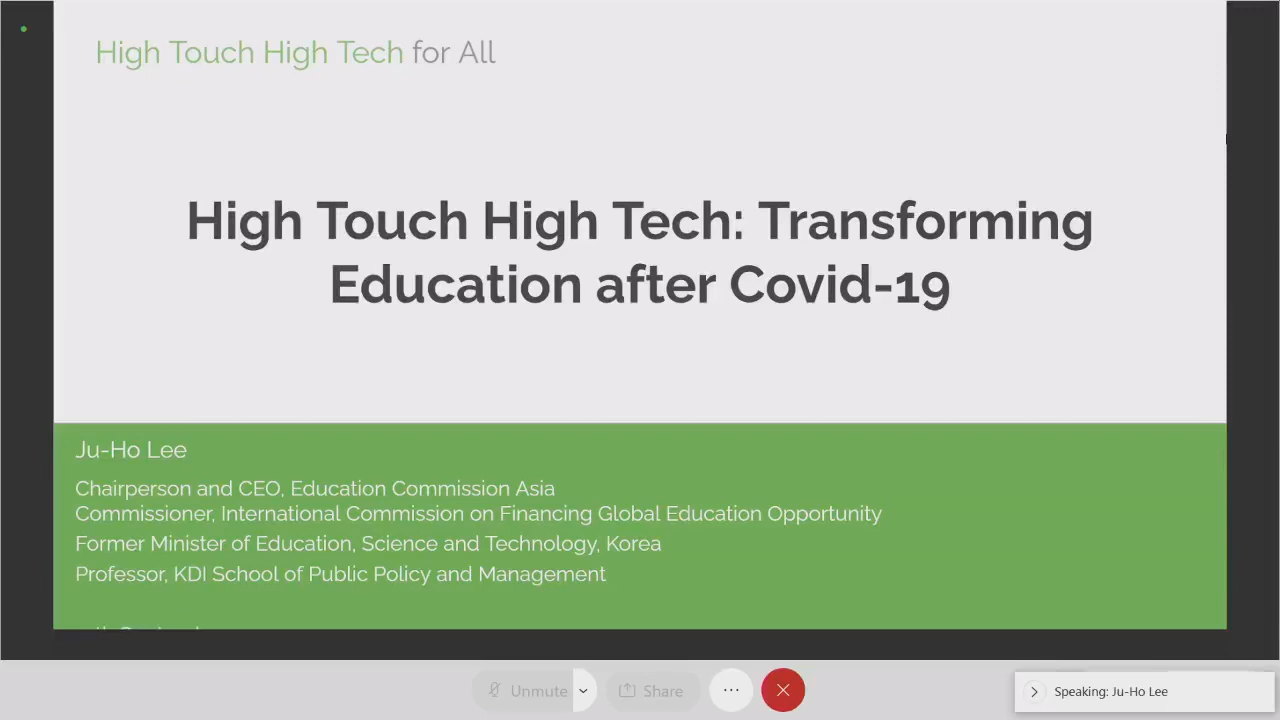 High Touch High Tech for All
High Touch High Tech: Transforming
Education after Covid-19
Ju-Ho Lee
Chairperson and CEO, Education Commission Asia
Commissioner, International Commission on Financing Global Education Opportunity
Former Minister of Education, Science and Technology, Korea
Professor, KDI School of Public Policy and Management
Unmute
Share
Speaking: Ju-Ho Lee